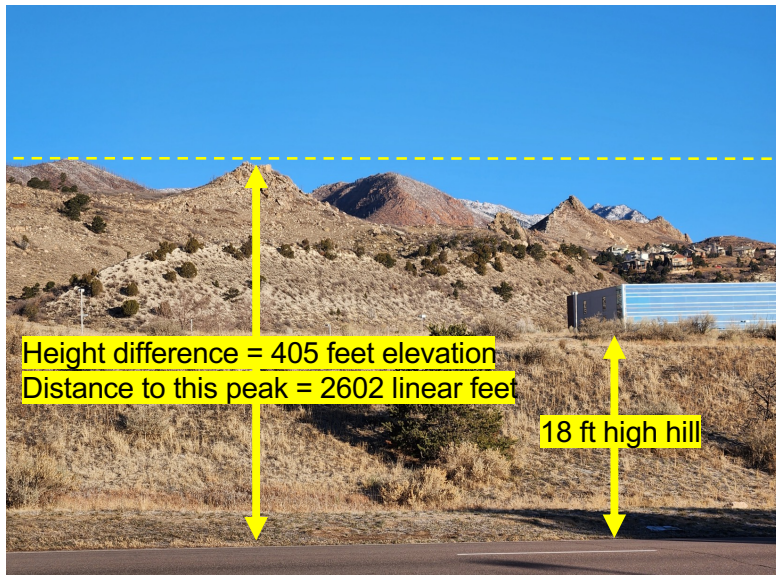 Height difference = 405 feet elevation
Distance to this peak = 2602 linear feet
18 ft high hill